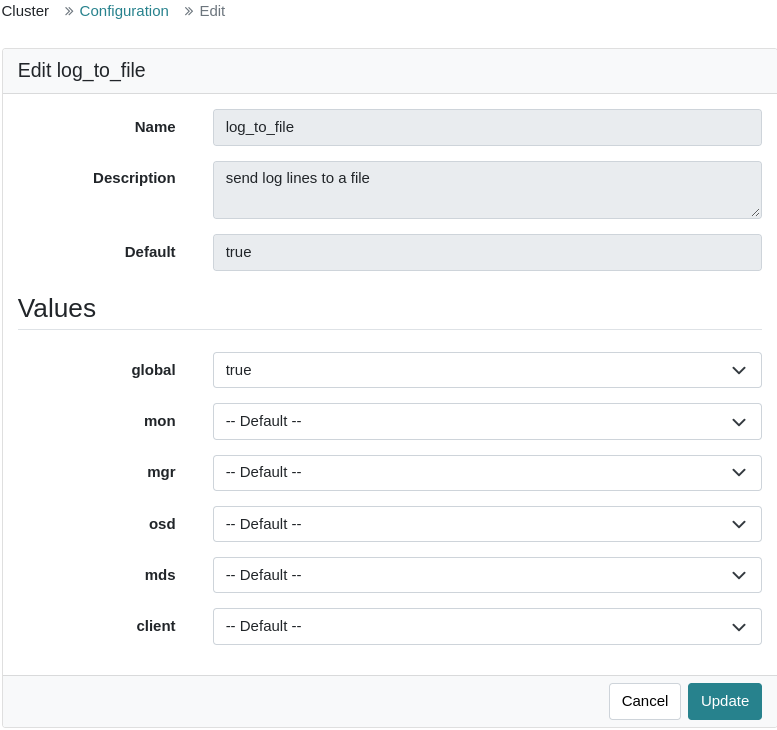 Cluster » Configuration » Edit
Edit log_to_file
Name log_to_file
Description send log lines to a file
Default true
Values
global true
mon -- Default --
mgr -- Default --
osd -- Default --
mds -- Default --
client -- Default --
Cancel Update